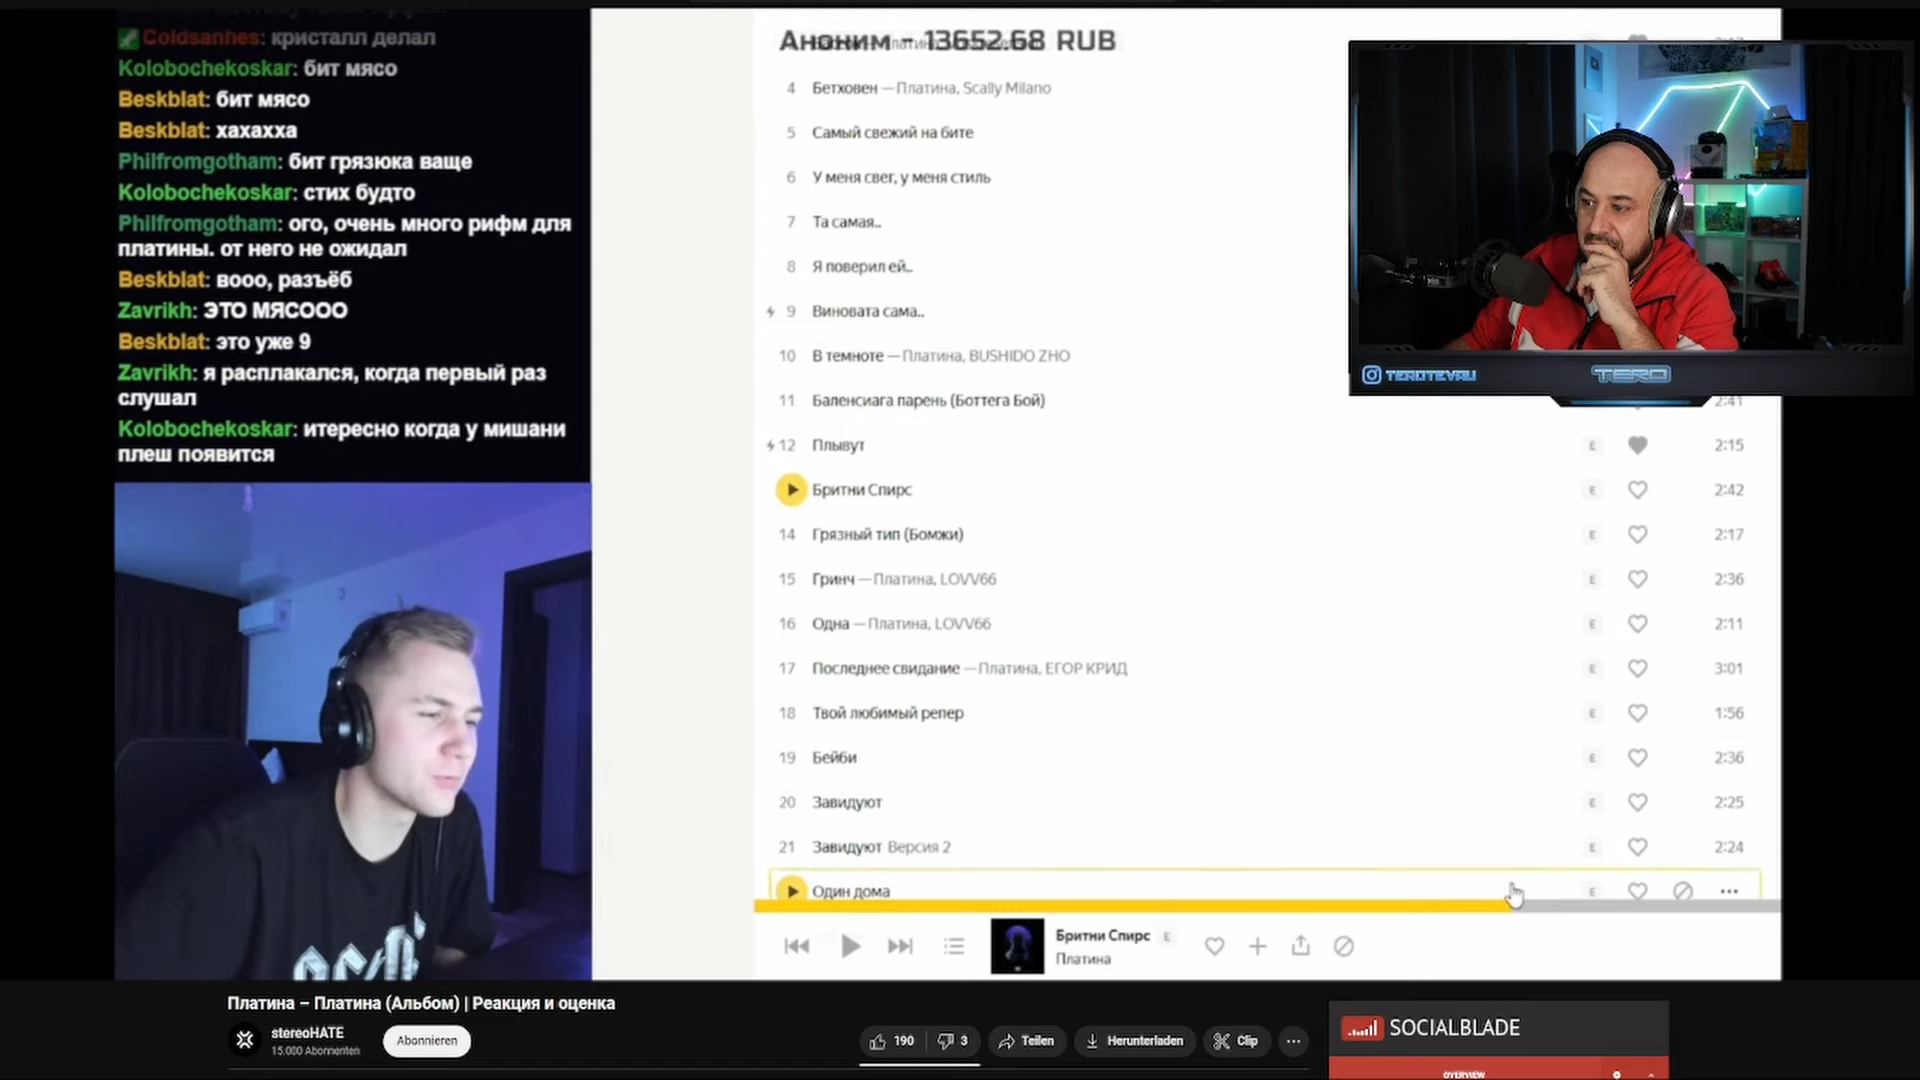 Coldsanhes: кристалл делал
Kolobochekoskar: бит мясо
Beskblat: бит мясо
Beskblat: хахахха
Philfromgotham: бит грязюка ваще
Kolobochekoskar: стих будто
Philfromgotham: ого, очень много рифм для
платины. от него не ожидал
Beskblat: вооо, разъёб
Zavrikh: ЭТО МЯСООО
Beskblat: это уже 9
Zavrikh: я расплакался, когда первый раз
слушал
Kolobochekoskar: итересно когда у мишани
плеш появится
Аноним - 13652.68 RUB
4 Бетховен — Платина, Scally Milano
5 Самый свежий на бите
6 У меня свег, у меня стиль
7 Та самая..
8 Я поверил ей..
9 Виновата сама..
10 В темноте — Платина, BUSHIDO ZHO
11 Баленсиага парень (Боттега Бой) 2:41
12 Плывут E 2:15
Бритни Спирс E 2:42
14 Грязный тип (Бомжи) E 2:17
15 Гринч — Платина, LOVV66 E 2:36
16 Одна — Платина, LOVV66 E 2:11
17 Последнее свидание — Платина, ЕГОР КРИД E 3:01
18 Твой любимый репер E 1:56
19 Бейби E 2:36
20 Завидуют E 2:25
21 Завидуют Версия 2 E 2:24
Один дома E
Бритни Спирс E
Платина
TEROTEVAU
TERO
Платина – Платина (Альбом) | Реакция и оценка
stereoHATE
15.000 Abonnenten
Abonnieren
190
3
Teilen
Herunterladen
Clip
SOCIALBLADE
OVERVIEW